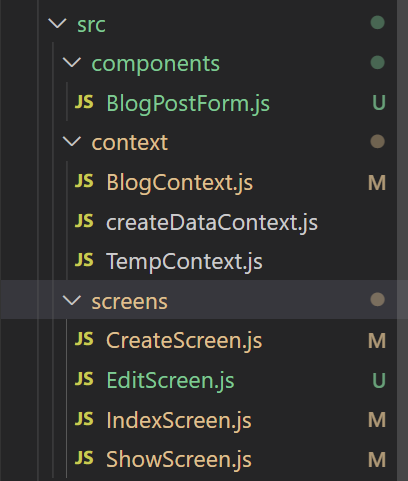 src
components
JS BlogPostForm.js U
context
JS BlogContext.js M
JS createDataContext.js
JS TempContext.js
screens
JS CreateScreen.js M
JS EditScreen.js U
JS IndexScreen.js M
JS ShowScreen.js M